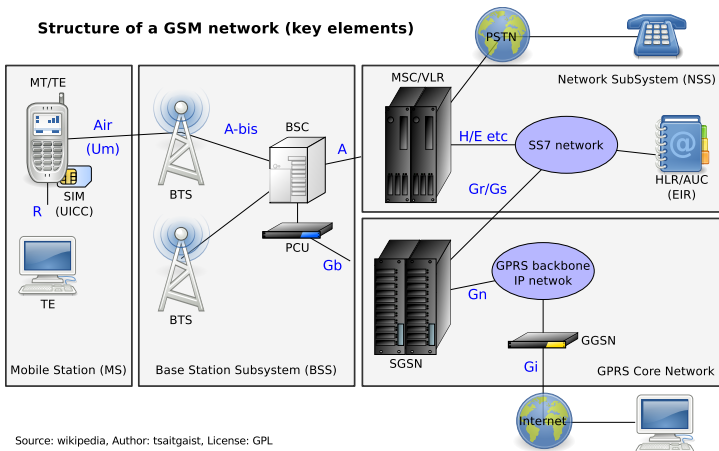 Structure of a GSM network (key elements)
PSTN
MT/TE
MSC/VLR
Network SubSystem (NSS)
Air
(Um)
A-bis
BSC
A
H/E etc
SS7 network
SIM
(UICC)
R
BTS
HLR/AUC
(EIR)
Gr/Gs
PCU
Gb
GPRS backbone
IP netwok
TE
BTS
Gn
GGSN
SGSN
Gi
Mobile Station (MS)
Base Station Subsystem (BSS)
GPRS Core Network
Internet
Source: wikipedia, Author: tsaitgaist, License: GPL